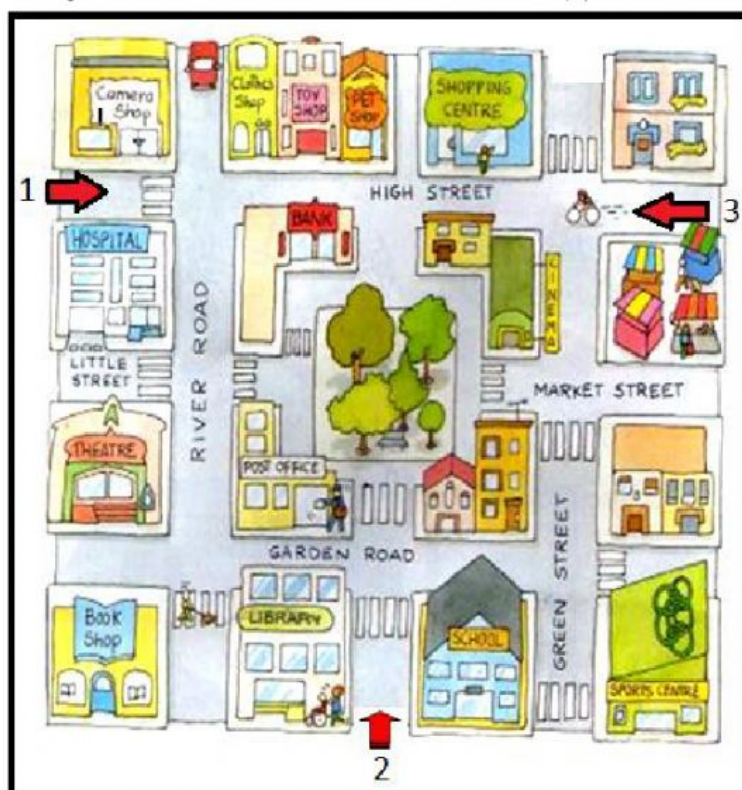 Camera
Shop
Clothes
Shop
TOY
SHOP
PET
SHOP
SHOPPING
CENTRE
1
HIGH STREET
3
HOSPITAL
BANK
CINEMA
LITTLE
STREET
RIVER ROAD
MARKET STREET
THEATRE
POST OFFICE
GARDEN ROAD
GREEN STREET
Book
Shop
LIBRARY
SCHOOL
SPORTS CENTRE
2